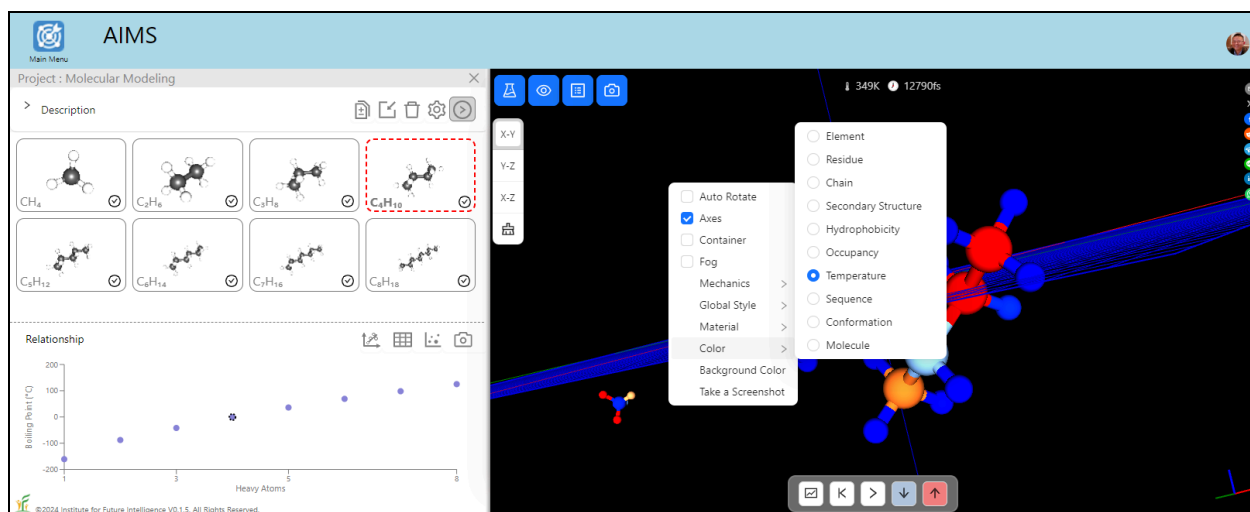 AIMS
Main Menu
Project : Molecular Modeling
Description
CH₄
C₂H₆
C₃H₈
C₄H₁₀
C₅H₁₂
C₆H₁₄
C₇H₁₆
C₈H₁₈
Relationship
Boiling Point (°C)
200
100
0
-100
-200
1
3
5
8
Heavy Atoms
©2024 Institute for Future Intelligence V0.1.5. All Rights Reserved.
349K 12790fs
X-Y
Y-Z
X-Z
Auto Rotate
Axes
Container
Fog
Mechanics >
Global Style >
Material >
Color >
Background Color
Take a Screenshot
Element
Residue
Chain
Secondary Structure
Hydrophobicity
Occupancy
Temperature
Sequence
Conformation
Molecule